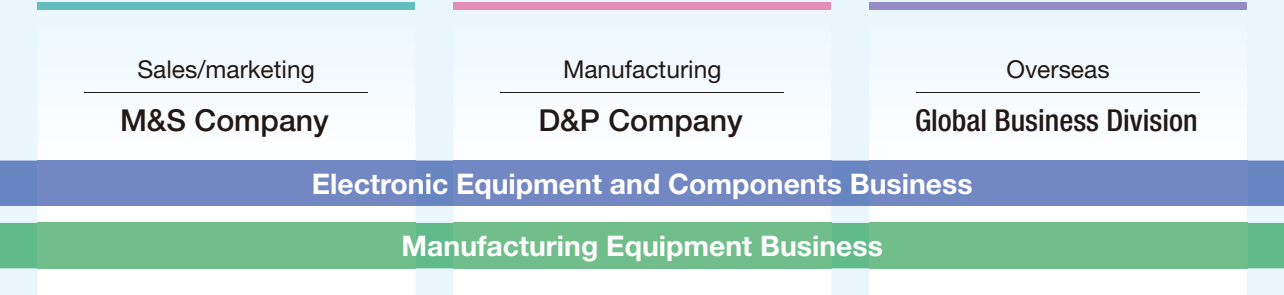 Sales/marketing
M&S Company
Manufacturing
D&P Company
Overseas
Global Business Division
Electronic Equipment and Components Business
Manufacturing Equipment Business